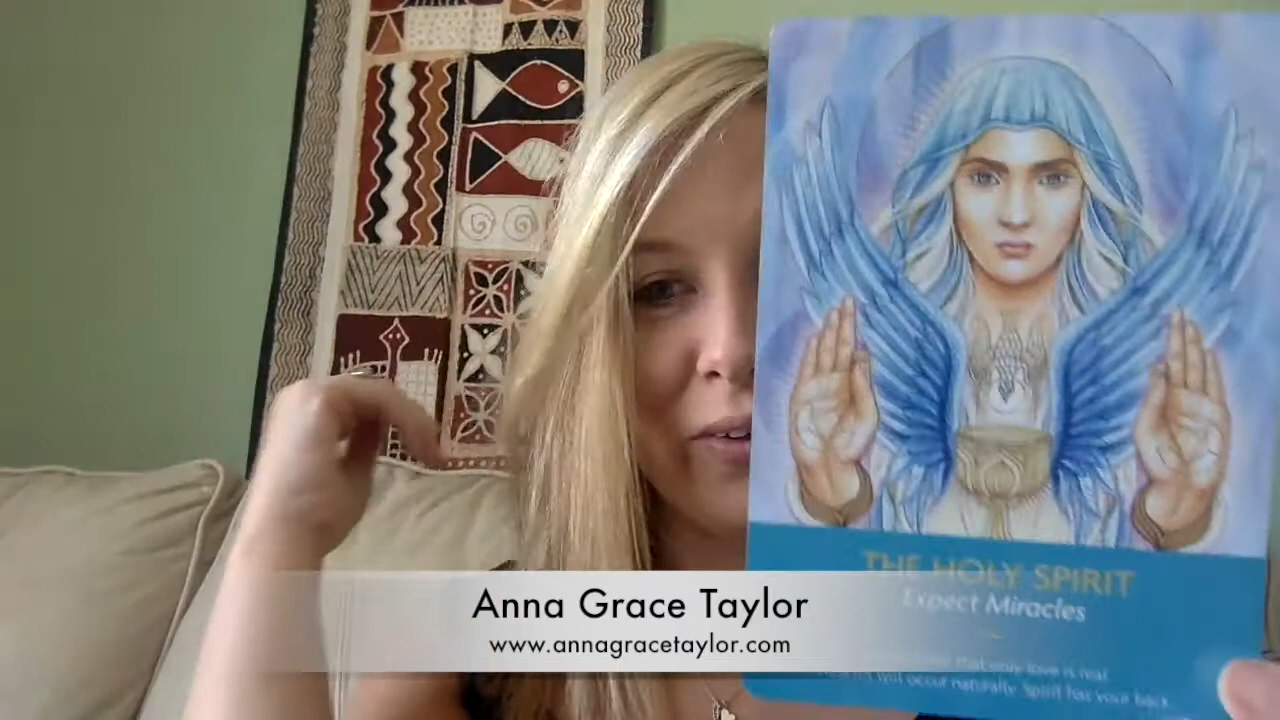 THE HOLY SPIRIT
Expect Miracles
that only love is real
will occur naturally. Spirit has your back
Anna Grace Taylor
www.annagracetaylor.com